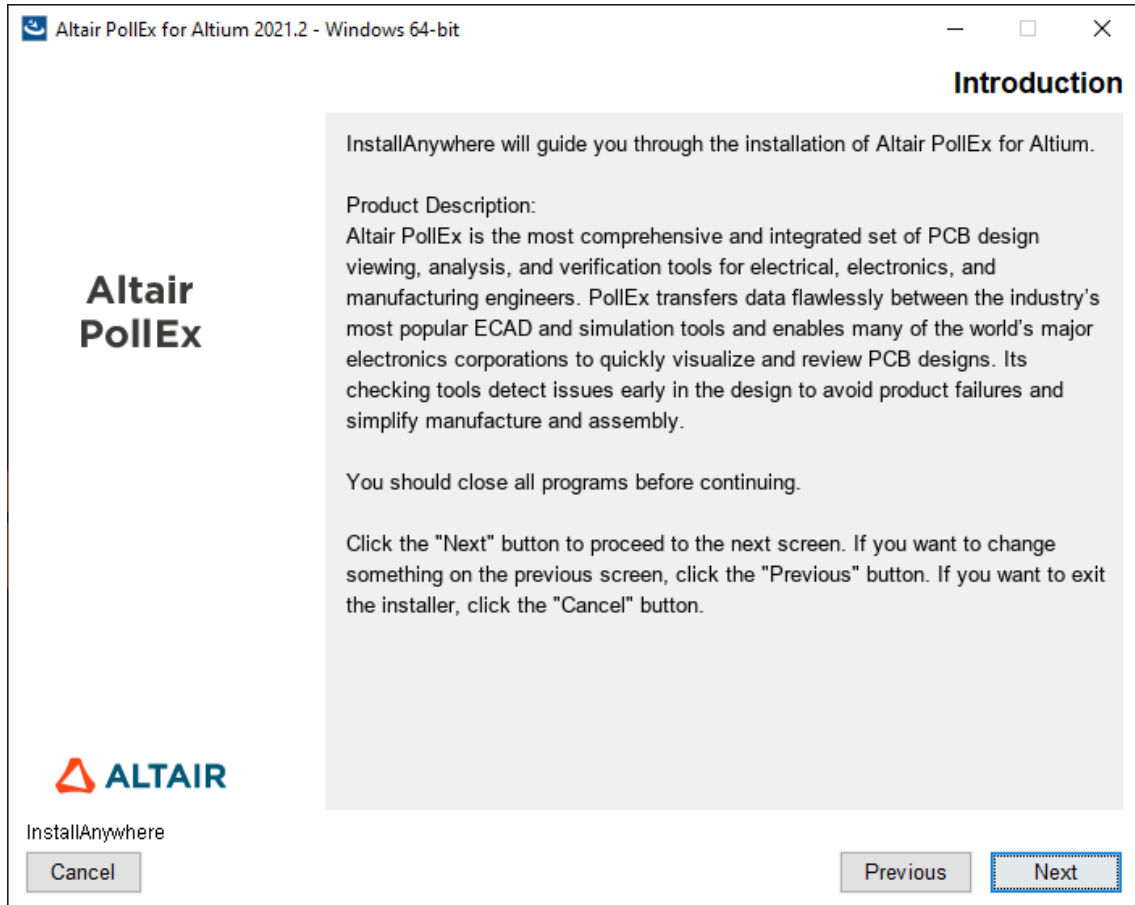 Altair PollEx for Altium 2021.2 - Windows 64-bit
Introduction
InstallAnywhere will guide you through the installation of Altair PollEx for Altium.
Product Description:
Altair PollEx is the most comprehensive and integrated set of PCB design
viewing, analysis, and verification tools for electrical, electronics, and
manufacturing engineers. PollEx transfers data flawlessly between the industry’s
most popular ECAD and simulation tools and enables many of the world’s major
electronics corporations to quickly visualize and review PCB designs. Its
checking tools detect issues early in the design to avoid product failures and
simplify manufacture and assembly.
You should close all programs before continuing.
Click the "Next" button to proceed to the next screen. If you want to change
something on the previous screen, click the "Previous" button. If you want to exit
the installer, click the "Cancel" button.
Altair
PollEx
ALTAIR
InstallAnywhere
Cancel
Previous
Next